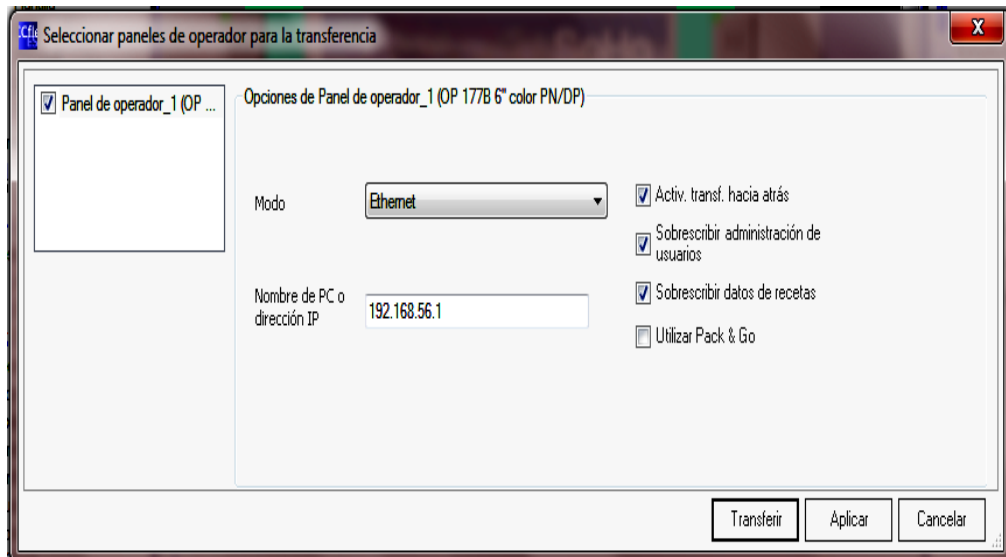 Seleccionar paneles de operador para la transferencia
Panel de operador_1 (OP ...
Opciones de Panel de operador_1 (OP 177B 6" color PN/DP)
Modo
Ethernet
Activ. transf. hacia atrás
Sobrescribir administración de
usuarios
Nombre de PC o
dirección IP
192.168.56.1
Sobrescribir datos de recetas
Utilizar Pack & Go
Transferir
Aplicar
Cancelar